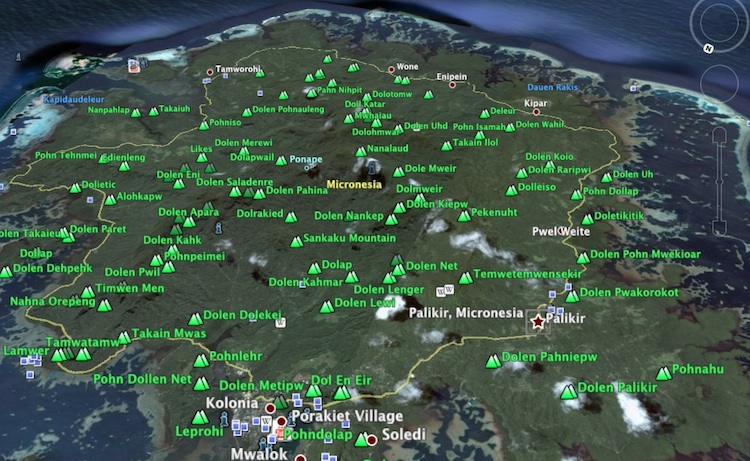 Tamworohi
Wone
Enipein
Dauen Rakis
Kapidaudeleur
Pahn Nihpit
Dolotomw
Doll Katar
Kipar
Nanpahlap
Takaiuh
Dolen Pohnauleng
Deleur
Mwahaiu
Pohniso
Dolohmwar
Dolen Uhd
Pohn Isamah
Dolen Wahir
Likes
Dolen Merewi
Takain Ilol
Nanalaud
Pohn Tehnmei
Edienleng
Dolapwail
Ponape
Dolen Koio
Dolen Raripwi
Dolen Enj
Dole Mweir
Dolen Uh
Micronesia
Dolen Saladenre
Dolen Pahina
Dolietic
Dolleiso
Pohn Dollap
Alohkapw
Dolmweir
Dolen Kiepw
Dolen Apara
Dolrakied
Dolen Nankep
Pekenuht
Doletikitik
Dolen Takaieu
Dolen Paret
Pwel Weite
Dolen Kahk
Sankaku Mountain
Dollap
Pohnpeimei
Dolen Pohn Mwekioar
Dolen Dehpehk
Dolen Pwil
Dolap
Dolen Net
Dolen Kahmar
Dolen Lenger
Temwetemwensekir
Timwen Men
Dolen Pwakorokot
Nahna Orepeng
Dolen Lewi
Palikir, Micronesia
Palikir
Dolen Dolekei
Takain Mwas
Tamwatamw
Lamwer
Pohnlehr
Dolen Pahniepw
Pohnahu
Pohn Dollen Net
Dolen Metipw
Dol En Eir
Dolen Palikir
Kolonia
Porakiet Village
Leprohi
Pohndolap
Soledi
Mwalok